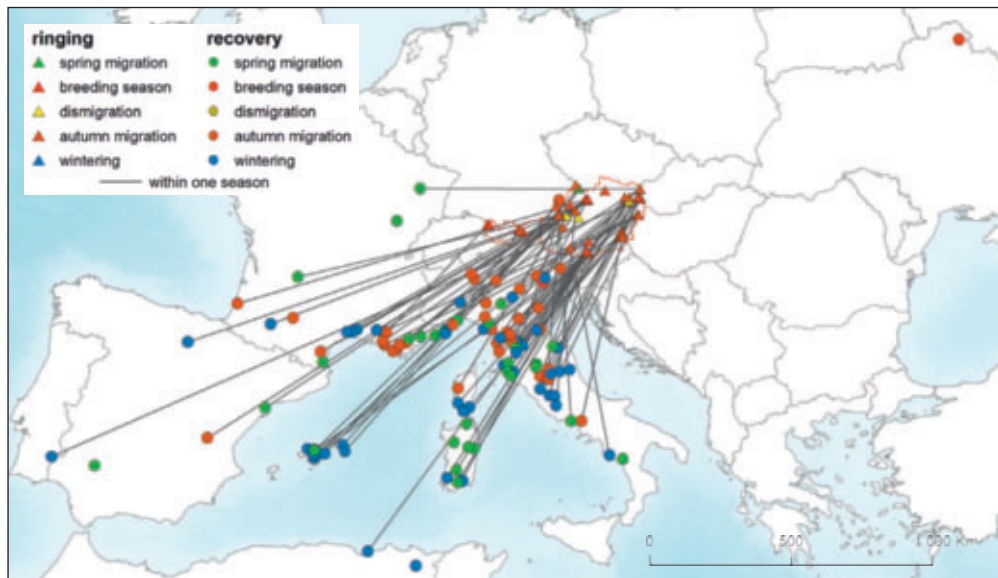 ringing
spring migration
breeding season
dismigration
autumn migration
wintering
recovery
spring migration
breeding season
dismigration
autumn migration
wintering
within one season
0 500 1 000 Km